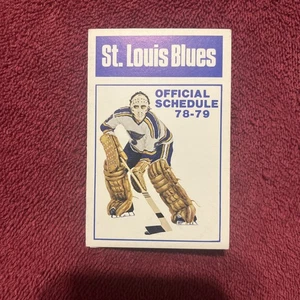 St. Louis Blues
OFFICIAL
SCHEDULE
78-79